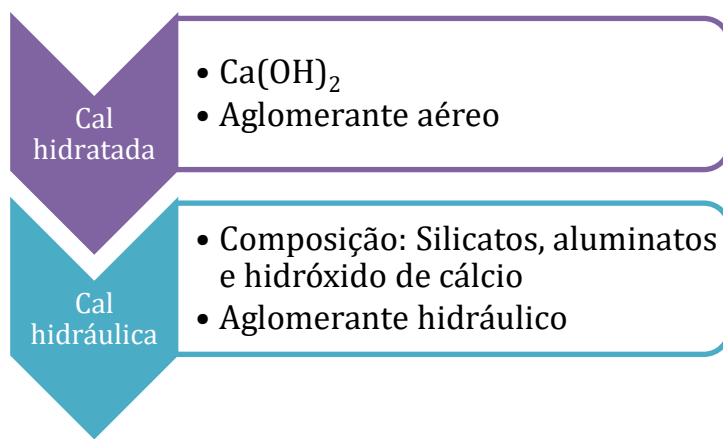 Cal
hidratada
• Ca(OH)₂
• Aglomerante aéreo
Cal
hidráulica
• Composição: Silicatos, aluminatos
e hidróxido de cálcio
• Aglomerante hidráulico